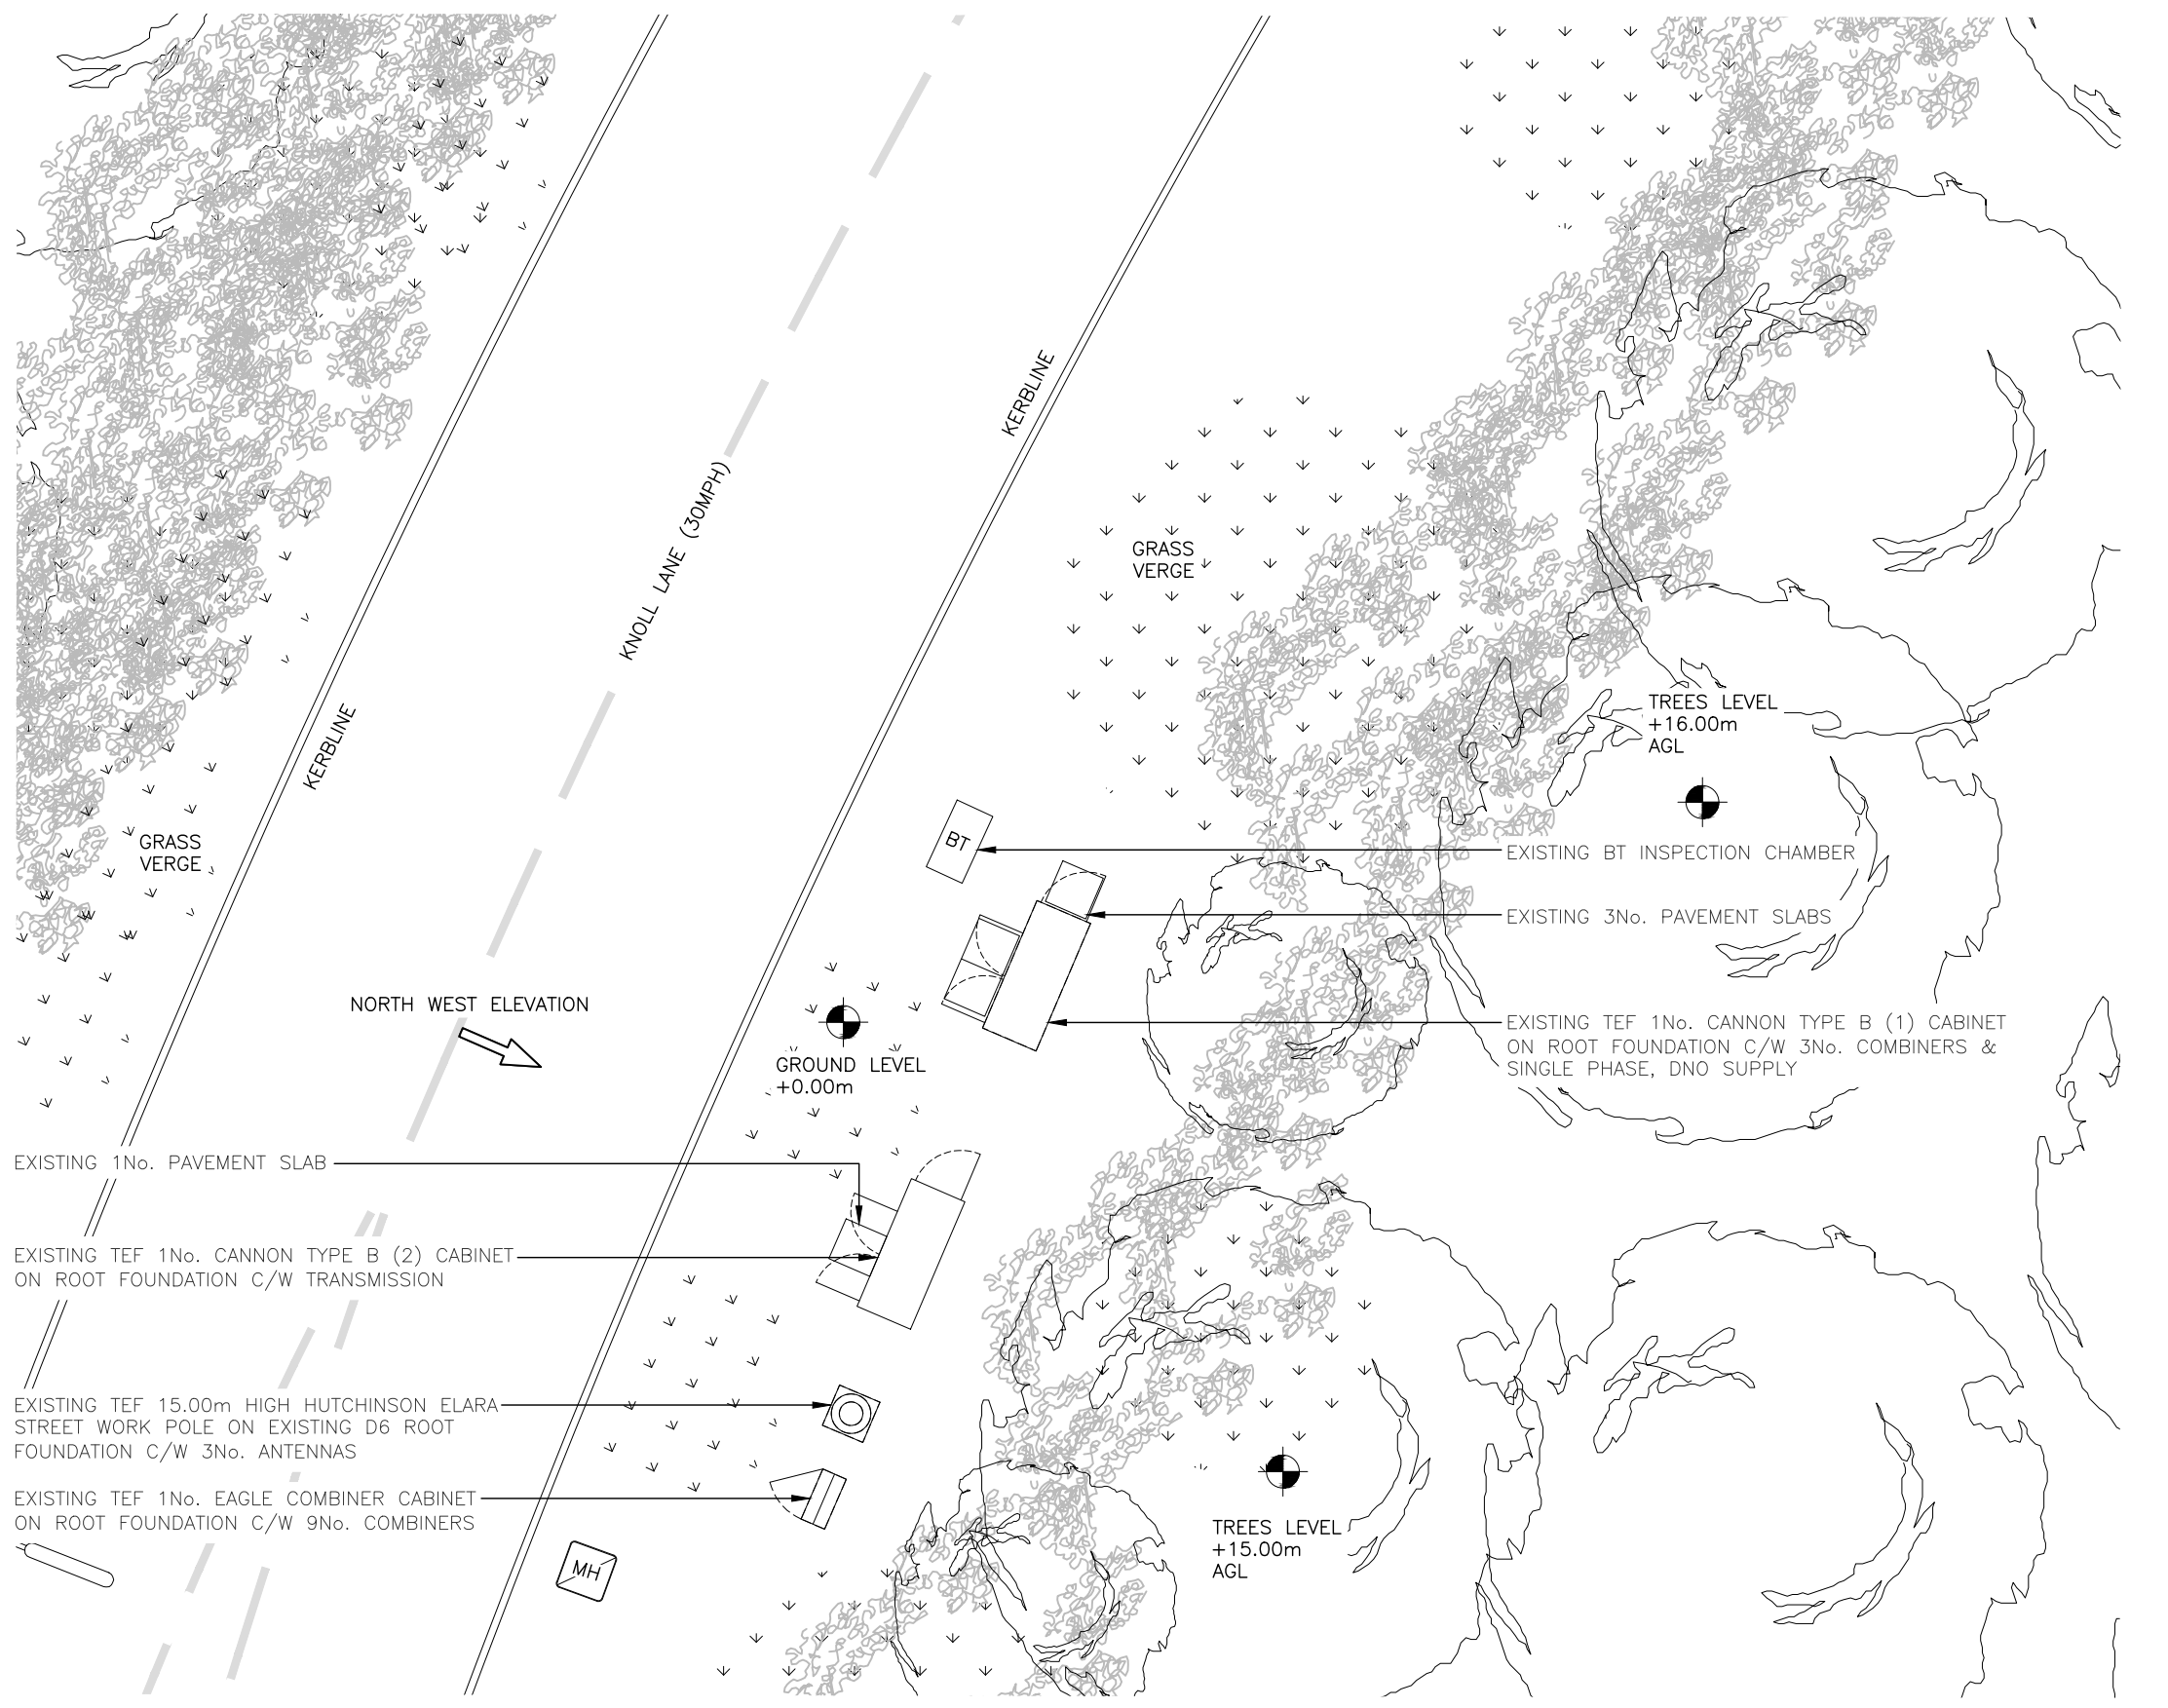 KERBLINE
KNOLL LANE (30MPH)
GRASS
VERGE
TREES LEVEL
+16.00m
AGL
KERBLINE
GRASS
VERGE
BT
EXISTING BT INSPECTION CHAMBER
EXISTING 3No. PAVEMENT SLABS
NORTH WEST ELEVATION
EXISTING TEF 1No. CANNON TYPE B (1) CABINET
ON ROOT FOUNDATION C/W 3No. COMBINERS &
SINGLE PHASE, DNO SUPPLY
GROUND LEVEL
+0.00m
EXISTING 1No. PAVEMENT SLAB
EXISTING TEF 1No. CANNON TYPE B (2) CABINET
ON ROOT FOUNDATION C/W TRANSMISSION
EXISTING TEF 15.00m HIGH HUTCHINSON ELARA
STREET WORK POLE ON EXISTING D6 ROOT
FOUNDATION C/W 3No. ANTENNAS
EXISTING TEF 1No. EAGLE COMBINER CABINET
ON ROOT FOUNDATION C/W 9No. COMBINERS
TREES LEVEL
+15.00m
AGL
MH